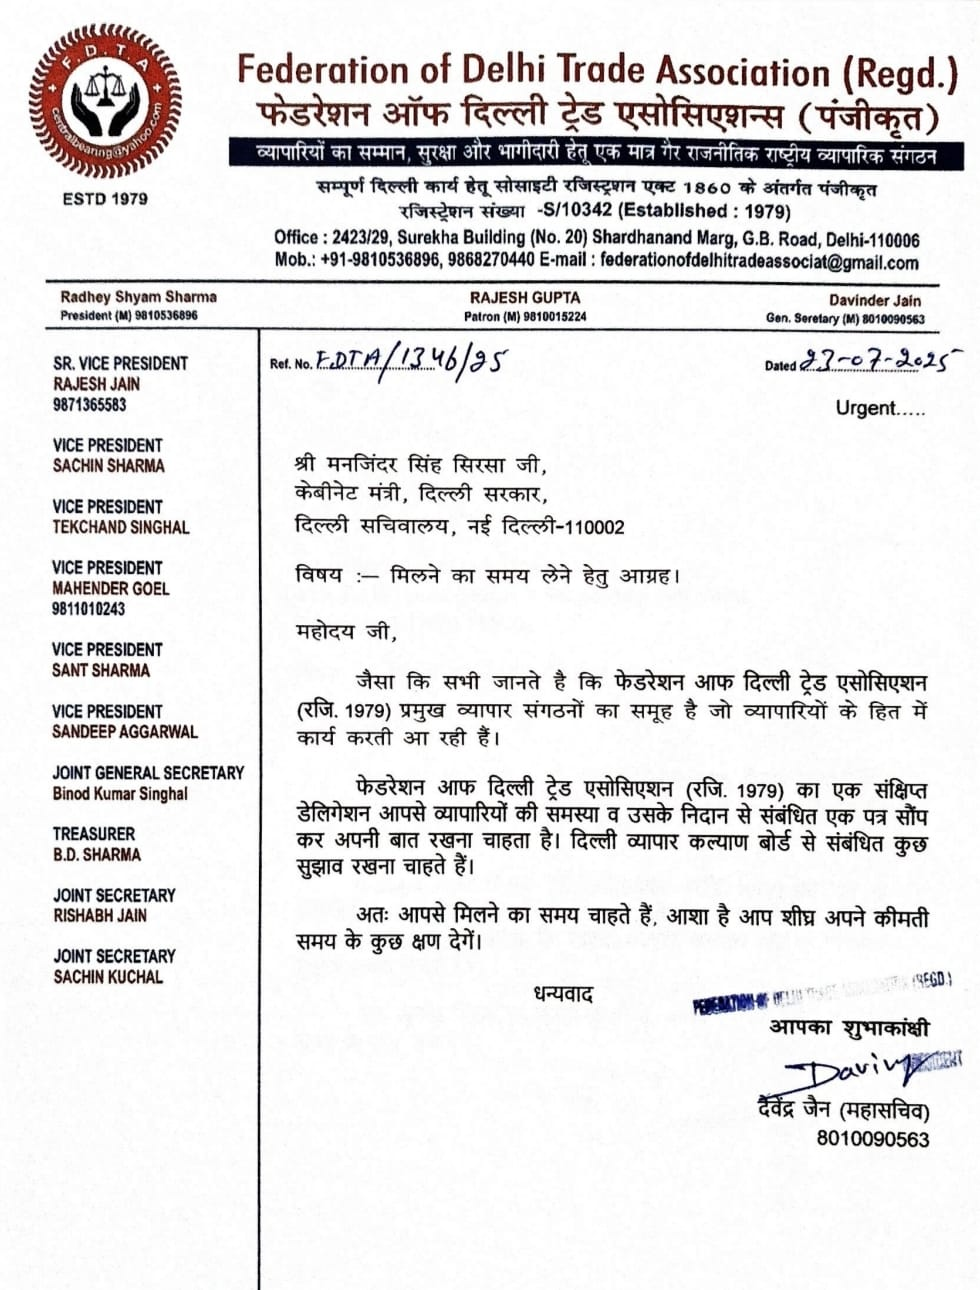 F.D.T.A
centralbearing@yahoo.com
ESTD 1979
Federation of Delhi Trade Association (Regd.)
फेडरेशन ऑफ दिल्ली ट्रेड एसोसिएशन्स (पंजीकृत)
व्यापारियों का सम्मान, सुरक्षा और भागीदारी हेतु एक मात्र गैर राजनीतिक राष्ट्रीय व्यापारिक संगठन
सम्पूर्ण दिल्ली कार्य हेतु सोसाइटी रजिस्ट्रशन एक्ट 1860 के अंतर्गत पंजीकृत
रजिस्ट्रेशन संख्या -S/10342 (Established : 1979)
Office : 2423/29, Surekha Building (No. 20) Shardhanand Marg, G.B. Road, Delhi-110006
Mob.: +91-9810536896, 9868270440 E-mail : federationofdelhitradeassociat@gmail.com
Radhey Shyam Sharma
President (M) 9810536896
RAJESH GUPTA
Patron (M) 9810015224
Davinder Jain
Gen. Seretary (M) 8010090563
SR. VICE PRESIDENT
RAJESH JAIN
9871365583
VICE PRESIDENT
SACHIN SHARMA
VICE PRESIDENT
TEKCHAND SINGHAL
VICE PRESIDENT
MAHENDER GOEL
9811010243
VICE PRESIDENT
SANT SHARMA
VICE PRESIDENT
SANDEEP AGGARWAL
JOINT GENERAL SECRETARY
Binod Kumar Singhal
TREASURER
B.D. SHARMA
JOINT SECRETARY
RISHABH JAIN
JOINT SECRETARY
SACHIN KUCHAL
Ref. No. FDTA/1346/25
Dated 23-07-2025
Urgent.....
श्री मनजिंदर सिंह सिरसा जी,
केबीनेट मंत्री, दिल्ली सरकार,
दिल्ली सचिवालय, नई दिल्ली-110002
विषय :— मिलने का समय लेने हेतु आग्रह।
महोदय जी,
जैसा कि सभी जानते है कि फेडरेशन आफ दिल्ली ट्रेड एसोसिएशन
(रजि. 1979) प्रमुख व्यापार संगठनों का समूह है जो व्यापारियों के हित में
कार्य करती आ रही हैं।
फेडरेशन आफ दिल्ली ट्रेड एसोसिएशन (रजि. 1979) का एक संक्षिप्त
डेलिगेशन आपसे व्यापारियों की समस्या व उसके निदान से संबंधित एक पत्र सौंप
कर अपनी बात रखना चाहता है। दिल्ली व्यापार कल्याण बोर्ड से संबंधित कुछ
सुझाव रखना चाहते हैं।
अतः आपसे मिलने का समय चाहते हैं, आशा है आप शीघ्र अपने कीमती
समय के कुछ क्षण देगें।
धन्यवाद
FEDERATION OF DELHI TRADE ASSOCIATION (REGD.)
आपका शुभाकांक्षी
दैवेंद्र जैन (महासचिव)
8010090563